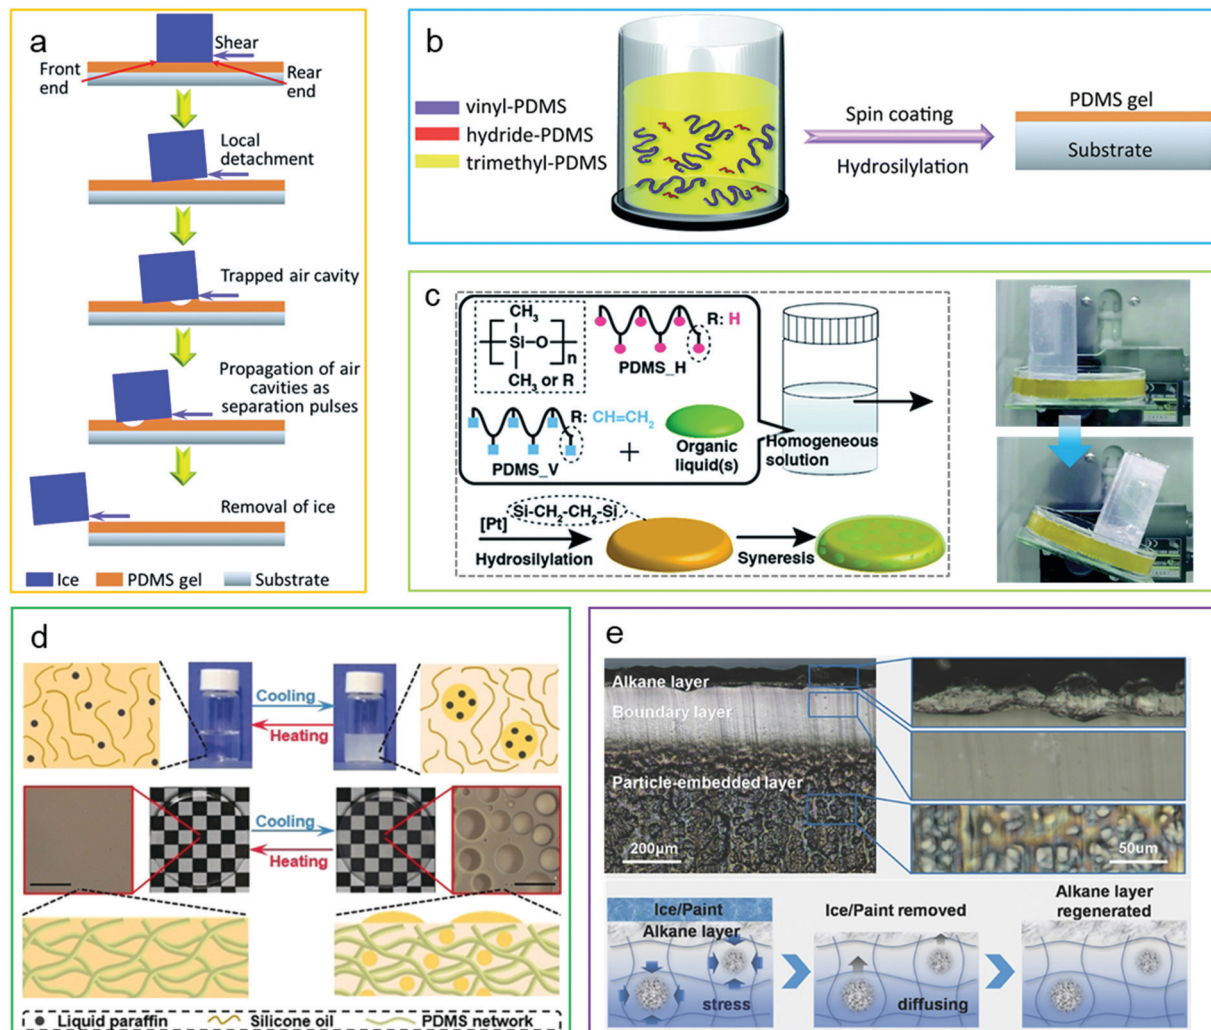 a
Shear
Front
end
Rear
end
Local
detachment
Trapped air cavity
Propagation of air
cavities as
separation pulses
Removal of ice
Ice
PDMS gel
Substrate
b
vinyl-PDMS
hydride-PDMS
trimethyl-PDMS
Spin coating
Hydrosilylation
PDMS gel
Substrate
c
CH3
Si
O
n
CH3 or R
R: H
PDMS_H
R: CH=CH2
PDMS_V
+
Organic
liquid(s)
Homogeneous
solution
Si-CH2-CH2-Si
[Pt]
Hydrosilylation
Syneresis
d
Cooling
Heating
Cooling
Heating
Liquid paraffin
Silicone oil
PDMS network
e
Alkane layer
Boundary layer
Particle-embedded layer
200μm
50um
Ice/Paint
Alkane layer
stress
Ice/Paint removed
diffusing
Alkane layer
regenerated